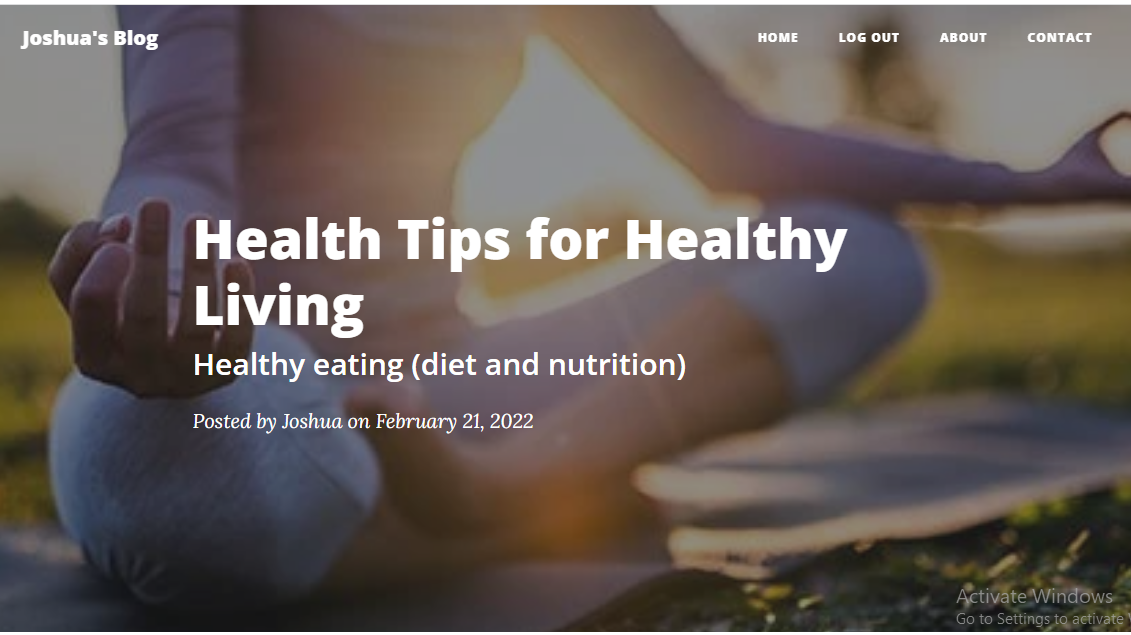 Joshua's Blog
HOME LOG OUT ABOUT CONTACT
Health Tips for Healthy
Living
Healthy eating (diet and nutrition)
Posted by Joshua on February 21, 2022
Activate Windows
Go to Settings to activate